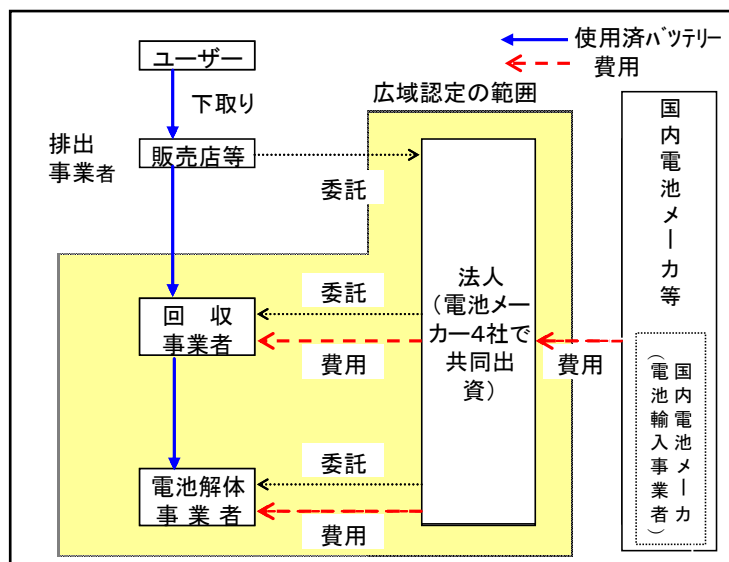 使用済バッテリー
費用
ユーザー
下取り
広域認定の範囲
排出
事業者
販売店等
委託
国内電池メーカ等
法人
（電池メー
カー4社で
共同出
資）
委託
回　収
事業者
費用
費用
国内電池メーカ
（電池輸入事業者）
委託
電池解体
事業者
費用